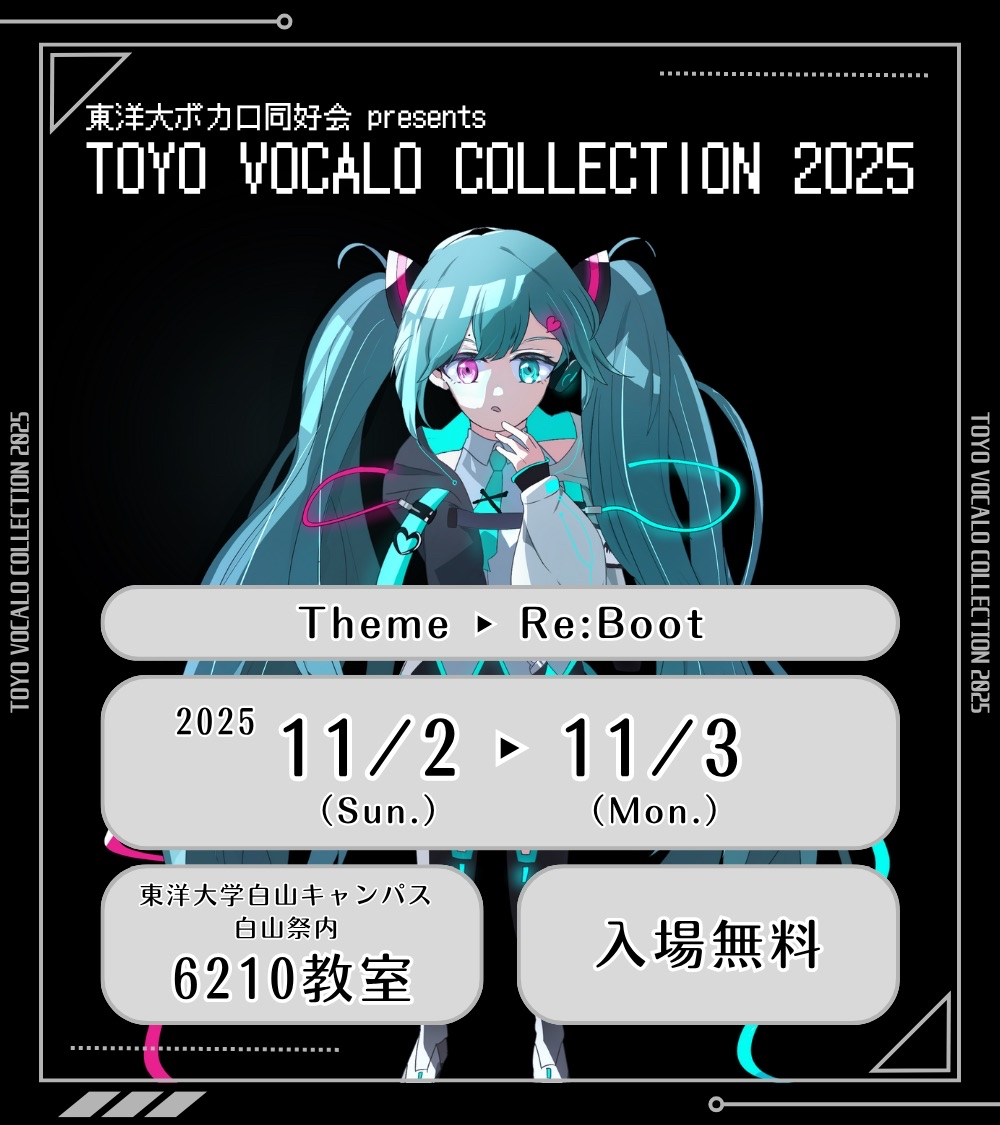 東洋大ボカロ同好会 presents
TOYO VOCALO COLLECTION 2025
TOYO VOCALO COLLECTION 2025
TOYO VOCALO COLLECTION 2025
Theme ▶ Re:Boot
2025 11/2 ▶ 11/3
(Sun.) (Mon.)
東洋大学白山キャンパス
白山祭内
6210教室
入場無料